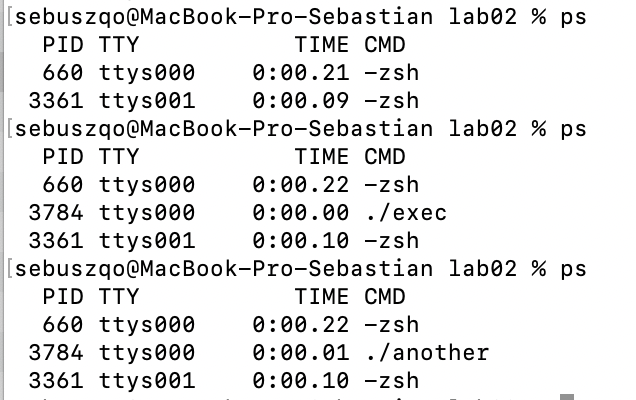 [sebuszqo@MacBook-Pro-Sebastian lab02 % ps
PID TTY TIME CMD
660 ttys000 0:00.21 -zsh
3361 ttys001 0:00.09 -zsh
[sebuszqo@MacBook-Pro-Sebastian lab02 % ps
PID TTY TIME CMD
660 ttys000 0:00.22 -zsh
3784 ttys000 0:00.00 ./exec
3361 ttys001 0:00.10 -zsh
[sebuszqo@MacBook-Pro-Sebastian lab02 % ps
PID TTY TIME CMD
660 ttys000 0:00.22 -zsh
3784 ttys000 0:00.01 ./another
3361 ttys001 0:00.10 -zsh